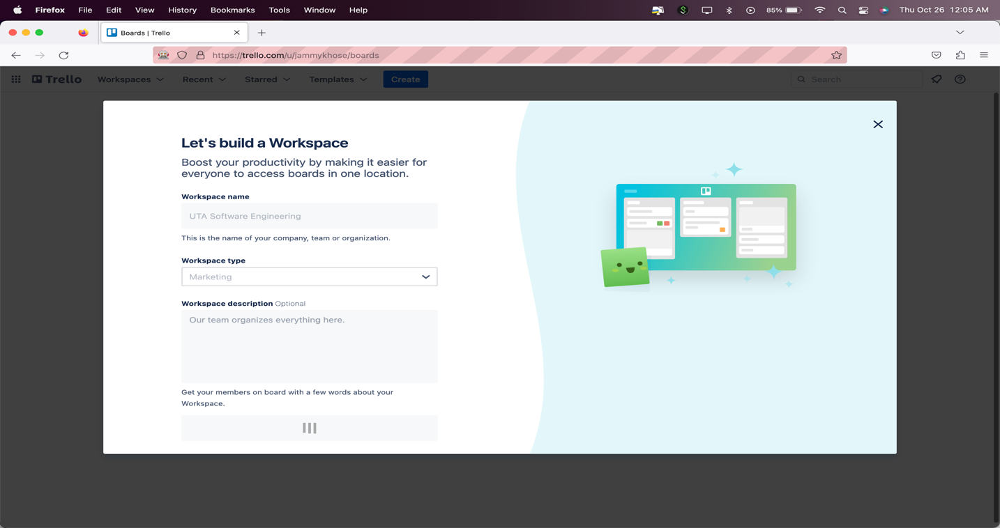 Firefox File Edit View History Bookmarks Tools Window Help 85% Thu Oct 26 12:05 AM
Boards | Trello
https://trello.com/u/jammykhose/boards
Trello Workspaces Recent Starred Templates Create Search
Let's build a Workspace
Boost your productivity by making it easier for
everyone to access boards in one location.
Workspace name
UTA Software Engineering
This is the name of your company, team or organization.
Workspace type
Marketing
Workspace description Optional
Our team organizes everything here.
Get your members on board with a few words about your
Workspace.